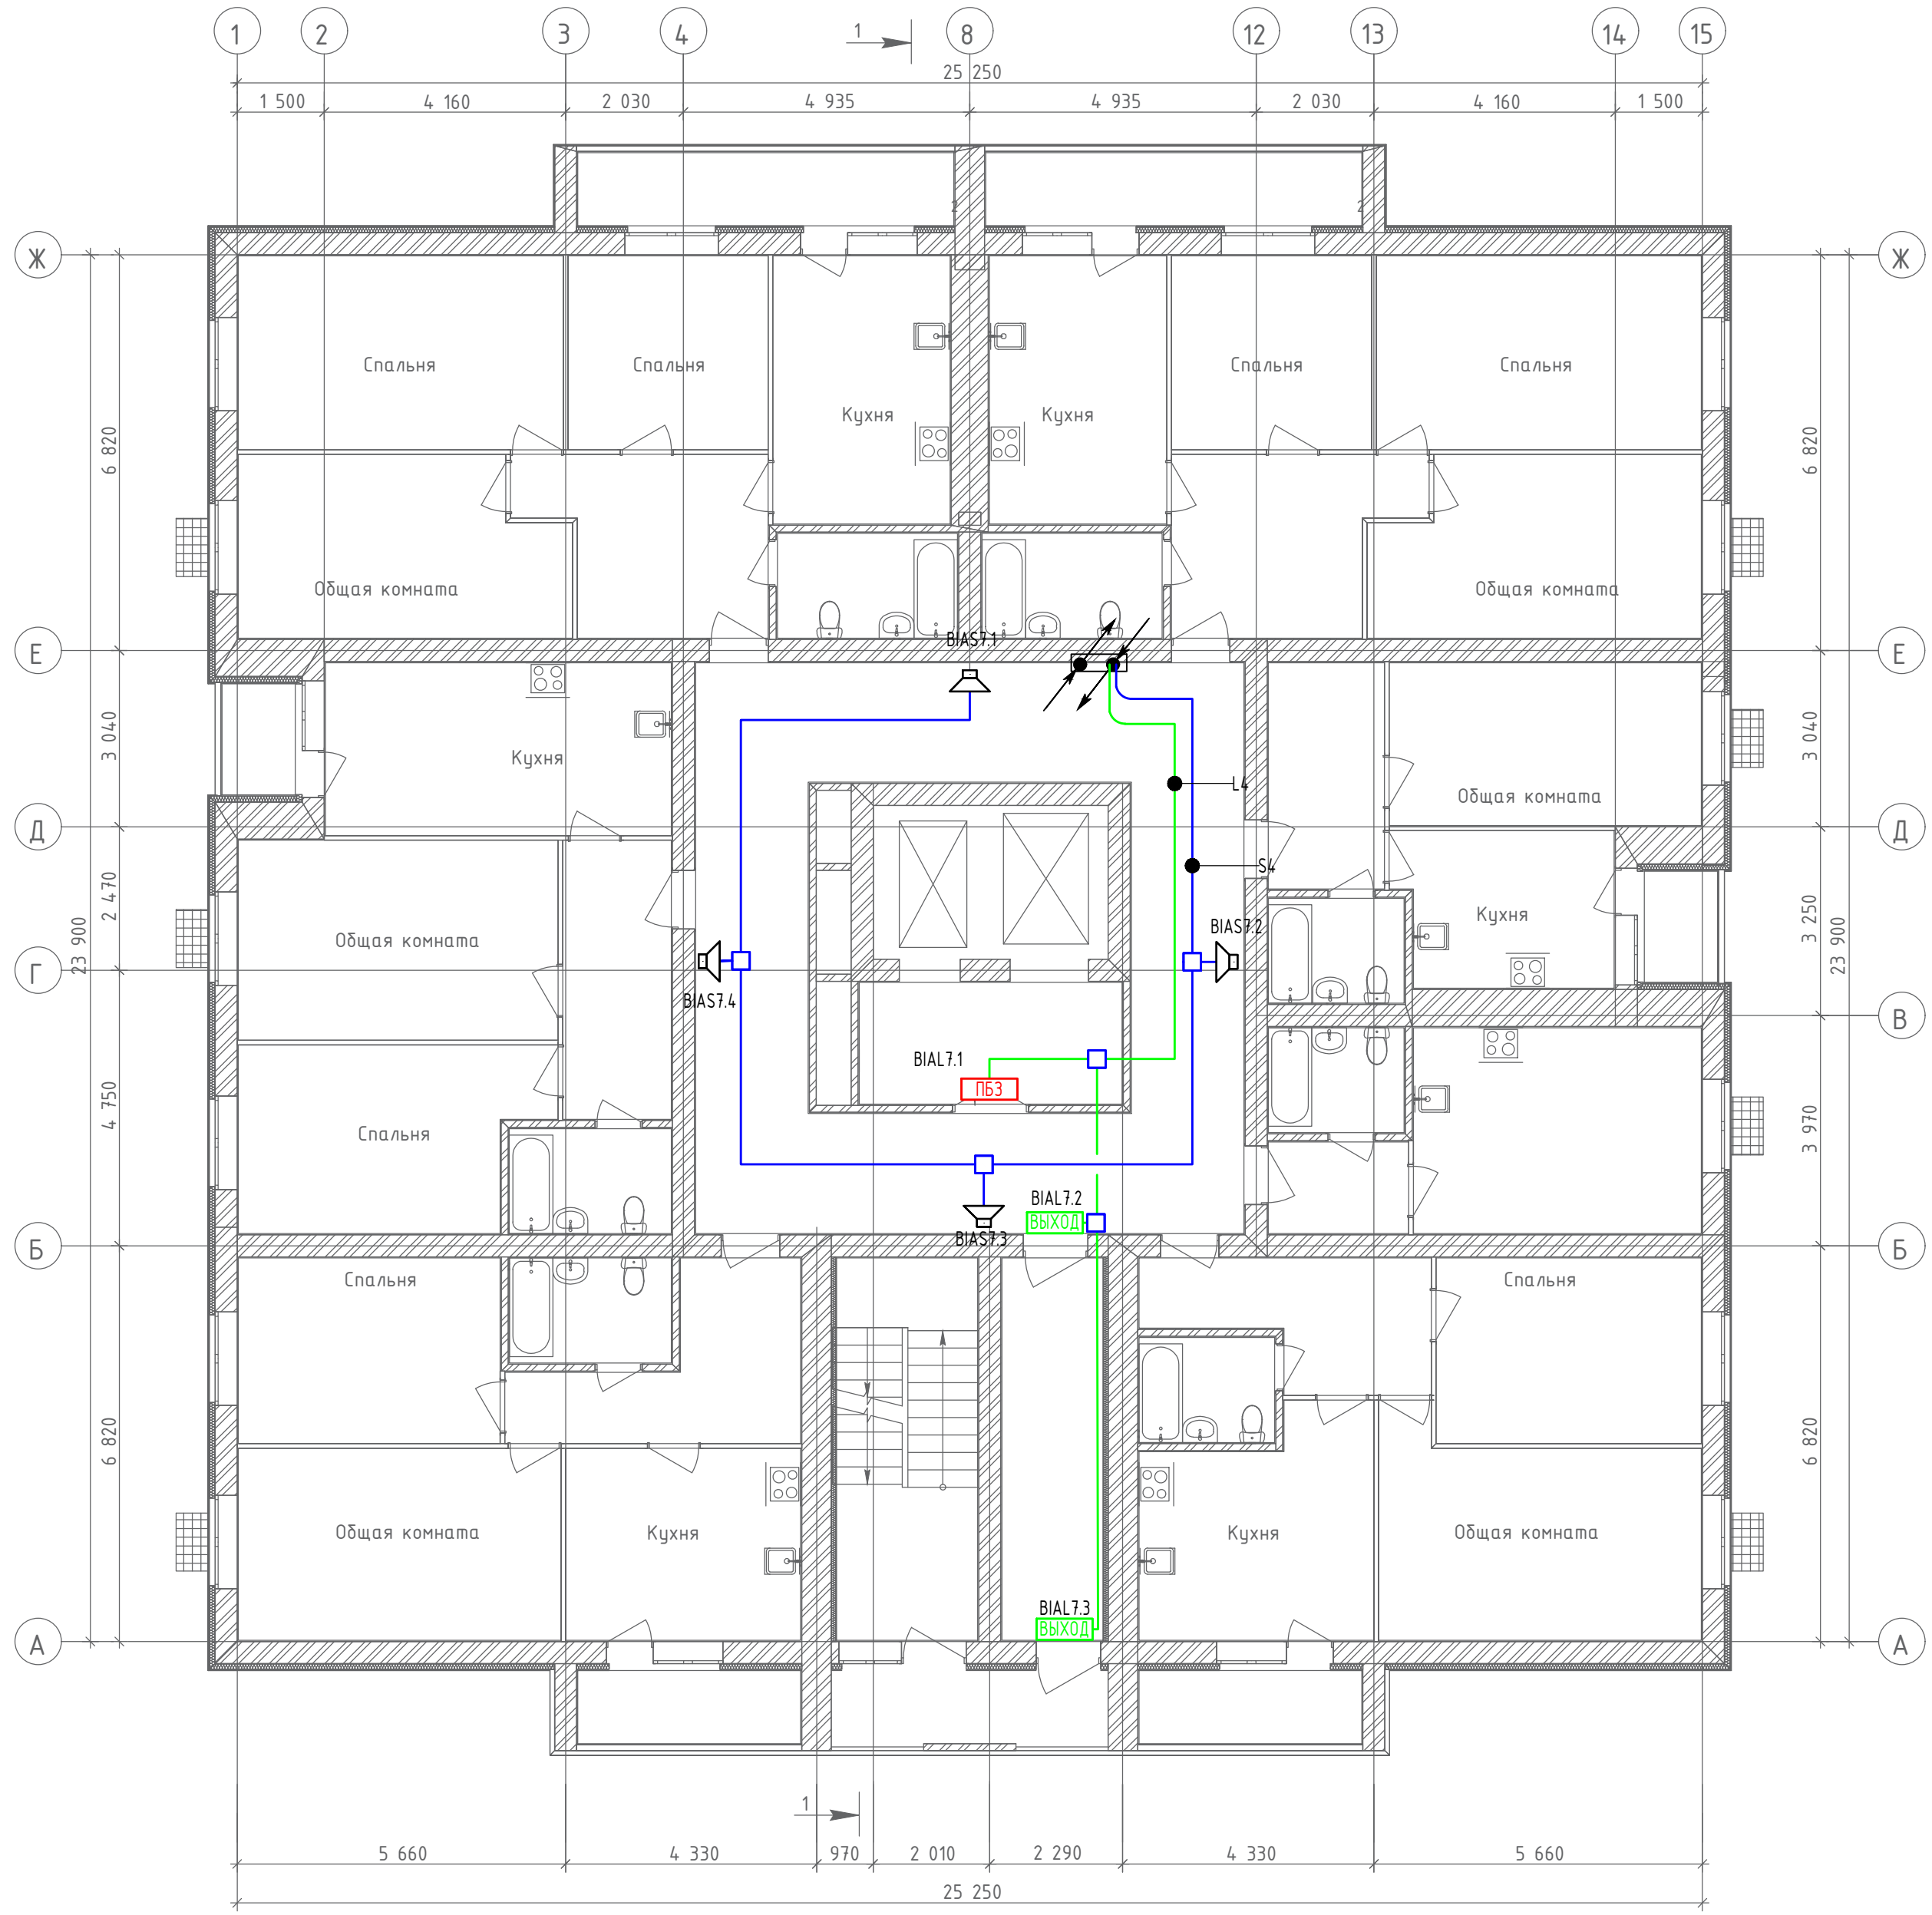 1 2 3 4 8 12 13 14 15
1
25 250
1 500 4 160 2 030 4 935 4 935 2 030 4 160 1 500
2 2
Ж Ж
Спальня Спальня Спальня Спальня
Кухня Кухня
6 820 6 820
Общая комната Общая комната
BIAS7.1
Е Е
3 040 Кухня 3 040
L4 Общая комната
Д Д
S4
2 470 Кухня 3 250
BIAS7.2
23 900 Общая комната 23 900
Г
BIAS7.4
В
BIAL7.1
ПБЗ
4 750 Спальня 3 970
BIAL7.2
ВЫХОД
BIAS7.3
Б Б
Спальня Спальня
6 820 6 820
Общая комната Кухня Кухня Общая комната
BIAL7.3
ВЫХОД
А А
1
5 660 4 330 970 2 010 2 290 4 330 5 660
25 250